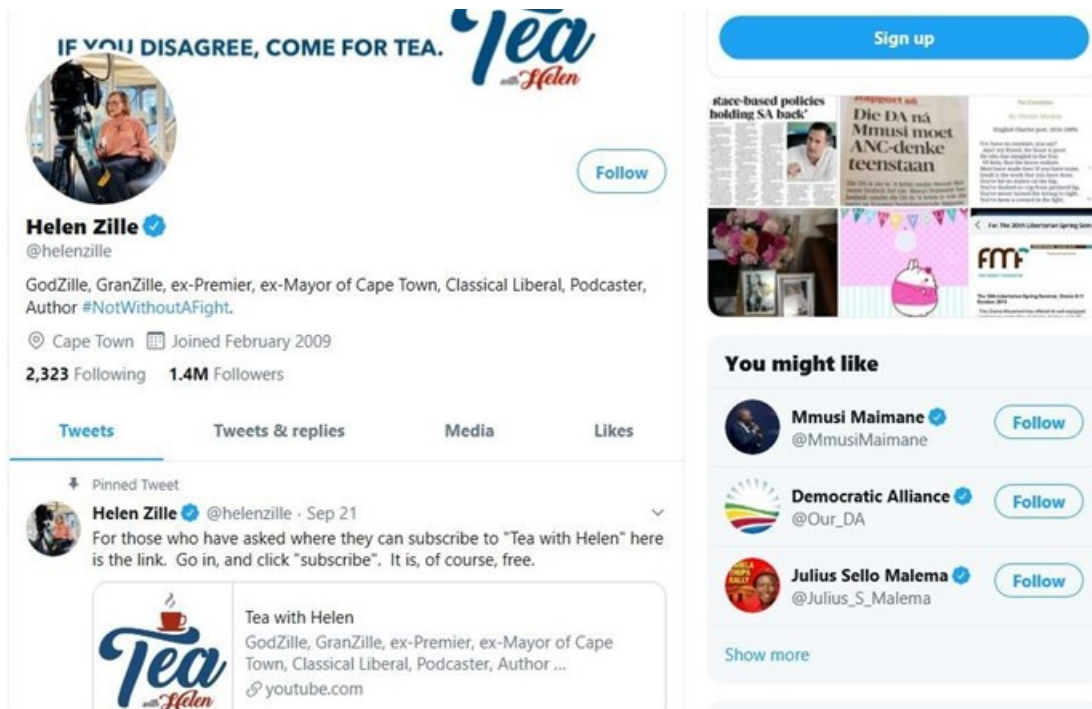 IF YOU DISAGREE, COME FOR TEA.
Tea
with Helen
Follow
Helen Zille
@helenzille
GodZille, GranZille, ex-Premier, ex-Mayor of Cape Town, Classical Liberal, Podcaster,
Author #NotWithoutAFight.
Cape Town Joined February 2009
2,323 Following 1.4M Followers
Tweets Tweets & replies Media Likes
Pinned Tweet
Helen Zille @helenzille · Sep 21
For those who have asked where they can subscribe to "Tea with Helen" here
is the link. Go in, and click "subscribe". It is, of course, free.
Tea
with Helen
Tea with Helen
GodZille, GranZille, ex-Premier, ex-Mayor of Cape
Town, Classical Liberal, Podcaster, Author ...
youtube.com
Sign up
Race-based policies
holding SA back'
Die DA ná
Mmusi moet
ANC-denke
teenstaan
FMF
You might like
Mmusi Maimane
@MmusiMaimane
Follow
Democratic Alliance
@Our_DA
Follow
Julius Sello Malema
@Julius_S_Malema
Follow
Show more